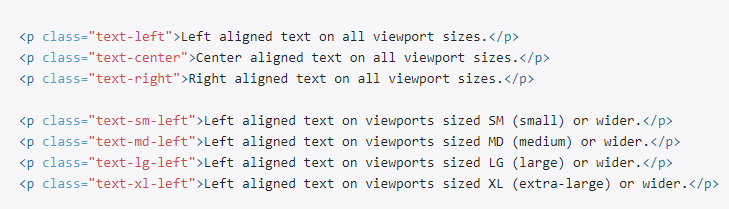 <p class="text-left">Left aligned text on all viewport sizes.</p>
<p class="text-center">Center aligned text on all viewport sizes.</p>
<p class="text-right">Right aligned text on all viewport sizes.</p>
<p class="text-sm-left">Left aligned text on viewports sized SM (small) or wider.</p>
<p class="text-md-left">Left aligned text on viewports sized MD (medium) or wider.</p>
<p class="text-lg-left">Left aligned text on viewports sized LG (large) or wider.</p>
<p class="text-xl-left">Left aligned text on viewports sized XL (extra-large) or wider.</p>